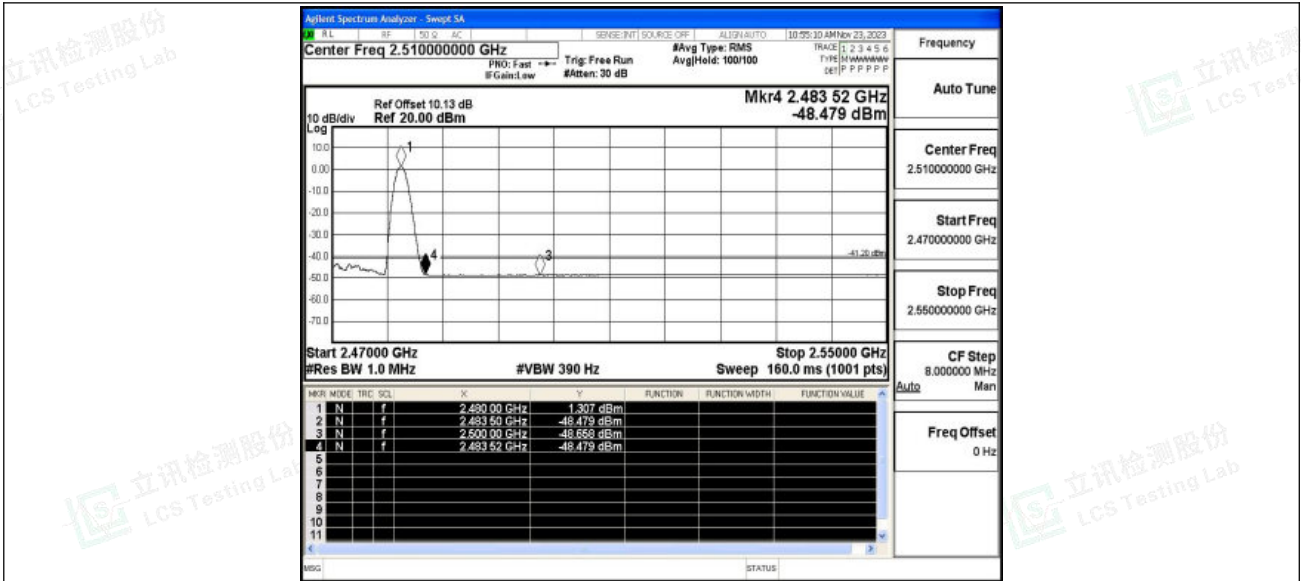 Agilent Spectrum Analyzer - Swept SA
RL RF 50 Ω AC SENSE:INT SOURCE OFF ALIGN AUTO 10:55:10 AM Nov 23, 2023
Center Freq 2.510000000 GHz
PNO: Fast
IFGain:Low
Trig: Free Run
#Atten: 30 dB
#Avg Type: RMS
Avg|Hold: 100/100
TRACE 1 2 3 4 5 6
TYPE M WWWWW
DET P P P P P P
Mkr4 2.483 52 GHz
-48.479 dBm
Ref Offset 10.13 dB
10 dB/div Ref 20.00 dBm
Log
10.0
0.00
-10.0
-20.0
-30.0
-40.0
-50.0
-60.0
-70.0
1
4
3
-41.20 dBm
Start 2.47000 GHz Stop 2.55000 GHz
#Res BW 1.0 MHz #VBW 390 Hz Sweep 160.0 ms (1001 pts)
MKR MODE TRC SCL X Y FUNCTION FUNCTION WIDTH FUNCTION VALUE
1 N f 2.480 00 GHz 1.307 dBm
2 N f 2.483 50 GHz -48.479 dBm
3 N f 2.500 00 GHz -48.658 dBm
4 N f 2.483 52 GHz -48.479 dBm
5
6
7
8
9
10
11
MSG STATUS
Frequency
Auto Tune
Center Freq
2.510000000 GHz
Start Freq
2.470000000 GHz
Stop Freq
2.550000000 GHz
CF Step
8.000000 MHz
Auto Man
Freq Offset
0 Hz
立讯检测股份
LCS Testing Lab
立讯检测股份
LCS Testing Lab
立讯检测股份
LCS Testing Lab